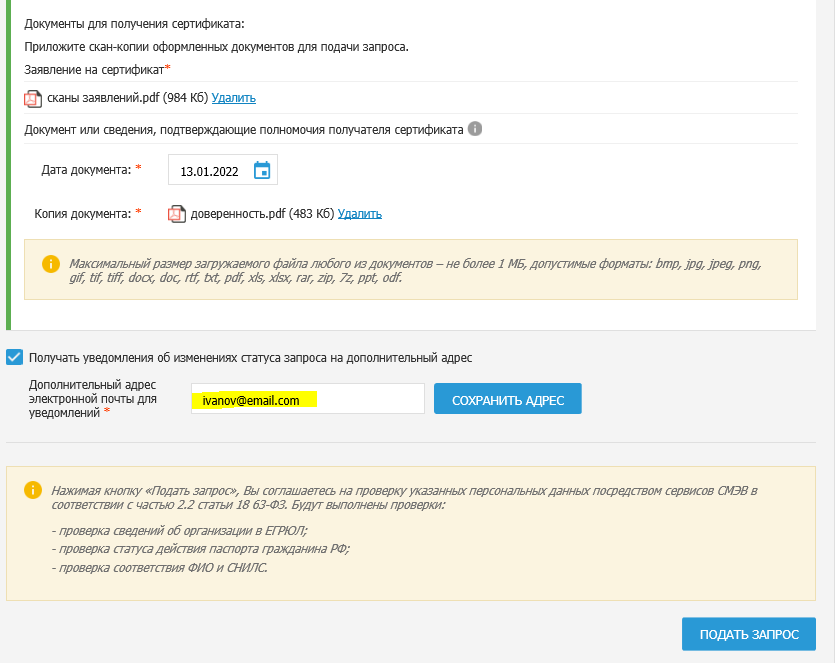 Документы для получения сертификата:
Приложите скан-копии оформленных документов для подачи запроса.
Заявление на сертификат*
сканы заявлений.pdf (984 Кб) Удалить
Документ или сведения, подтверждающие полномочия получателя сертификата
Дата документа: * 13.01.2022
Копия документа: * доверенность.pdf (483 Кб) Удалить
Максимальный размер загружаемого файла любого из документов – не более 1 МБ, допустимые форматы: bmp, jpg, jpeg, png,
gif, tif, tiff, docx, doc, rtf, txt, pdf, xls, xlsx, rar, zip, 7z, ppt, odf.
Получать уведомления об изменениях статуса запроса на дополнительный адрес
Дополнительный адрес
электронной почты для
уведомлений *
ivanov@email.com
СОХРАНИТЬ АДРЕС
Нажимая кнопку «Подать запрос», Вы соглашаетесь на проверку указанных персональных данных посредством сервисов СМЭВ в
соответствии с частью 2.2 статьи 18 63-ФЗ. Будут выполнены проверки:
- проверка сведений об организации в ЕГРЮЛ;
- проверка статуса действия паспорта гражданина РФ;
- проверка соответствия ФИО и СНИЛС.
ПОДАТЬ ЗАПРОС